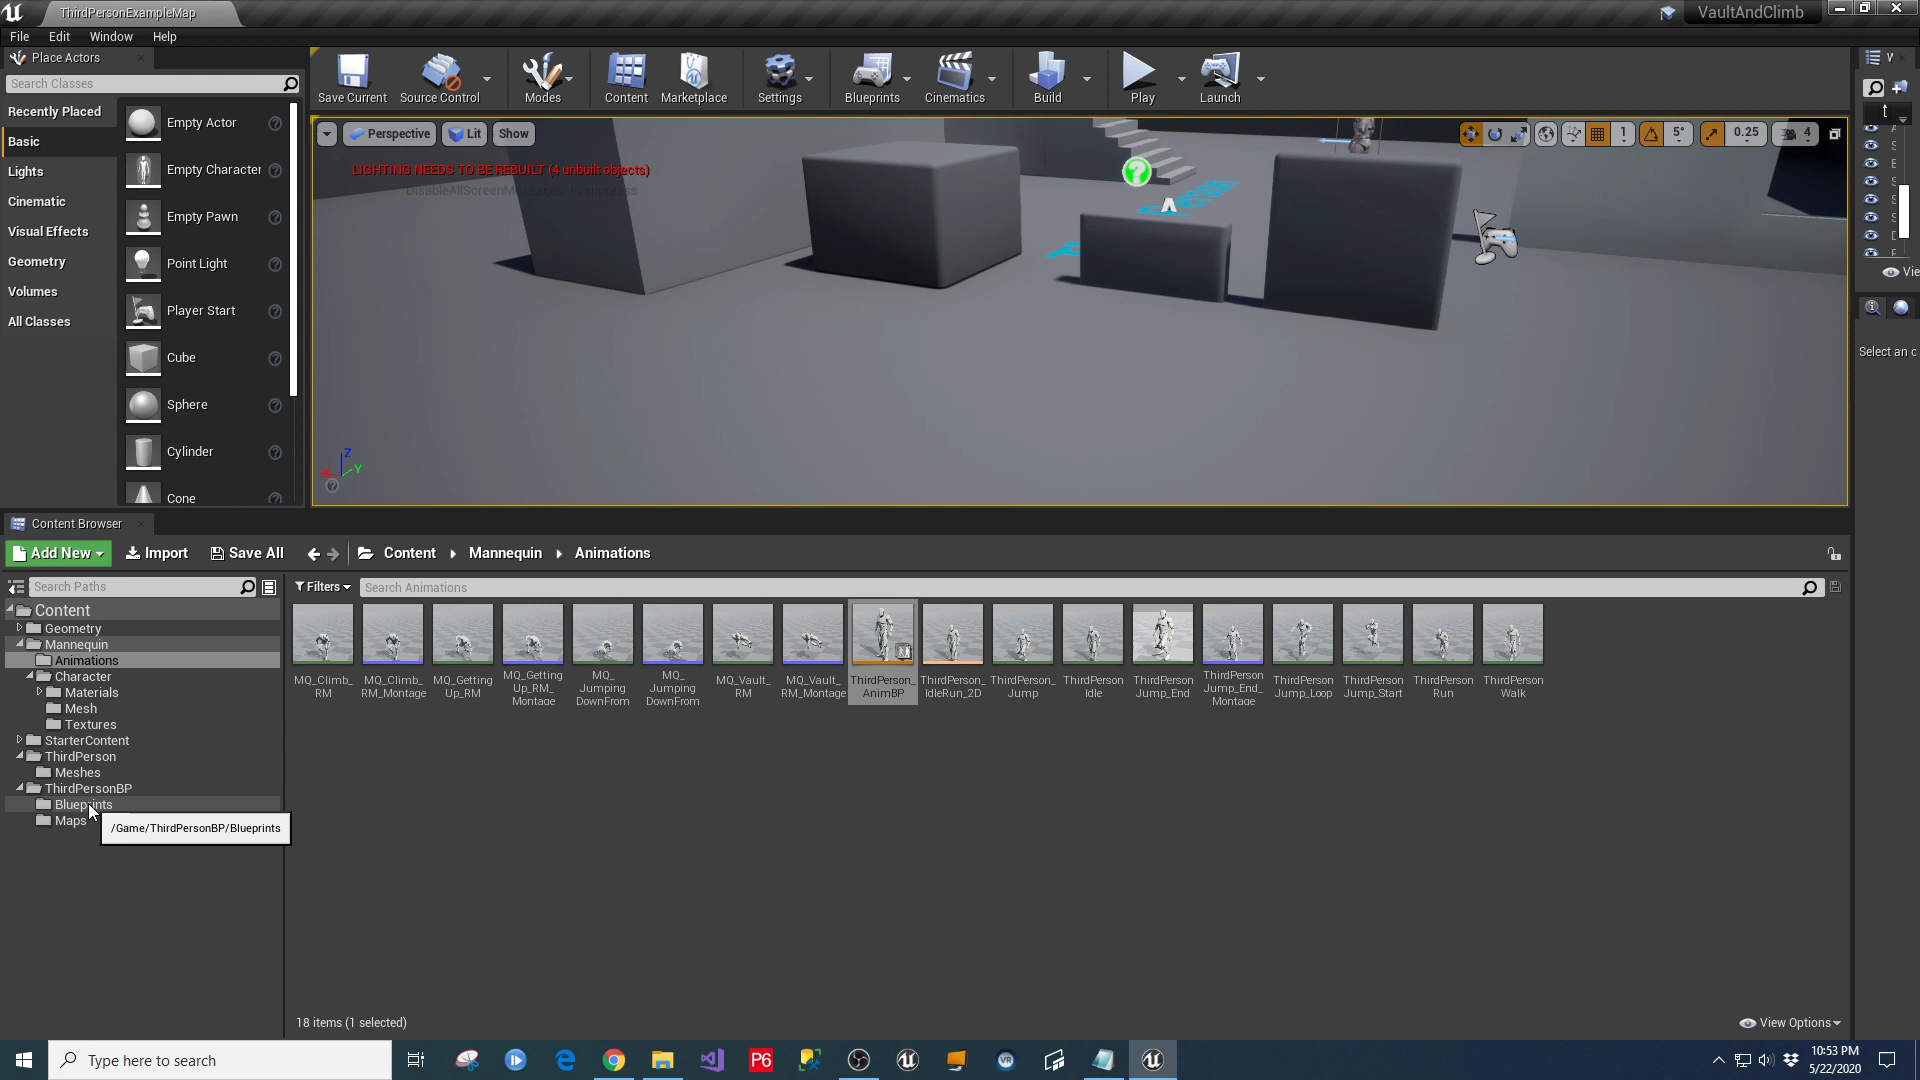 ThirdPersonExampleMap
VaultAndClimb
File Edit Window Help
Place Actors
Search Classes
Recently Placed
Basic
Lights
Cinematic
Visual Effects
Geometry
Volumes
All Classes
Empty Actor
Empty Character
Empty Pawn
Point Light
Player Start
Cube
Sphere
Cylinder
Cone
Save Current
Source Control
Modes
Content
Marketplace
Settings
Blueprints
Cinematics
Build
Play
Launch
Perspective Lit Show
1 5° 0.25 4
LIGHTING NEEDS TO BE REBUILT (4 unbuilt objects)
'DisableAllScreenMessages' to suppress
Z
Y
Vie
Select an o
Content Browser
Add New Import Save All Content Mannequin Animations
Search Paths
Filters
Search Animations
Content
Geometry
Mannequin
Animations
Character
Materials
Mesh
Textures
StarterContent
ThirdPerson
Meshes
ThirdPersonBP
Blueprints
Maps
/Game/ThirdPersonBP/Blueprints
MQ_Climb_
RM
MQ_Climb_
RM_Montage
MQ_Getting
Up_RM
MQ_Getting
Up_RM_
Montage
MQ_
Jumping
DownFrom
MQ_
Jumping
DownFrom
MQ_Vault_
RM
MQ_Vault_
RM_Montage
ThirdPerson_
AnimBP
ThirdPerson_
IdleRun_2D
ThirdPerson_
Jump
ThirdPerson
Idle
ThirdPerson
Jump_End
ThirdPerson
Jump_End_
Montage
ThirdPerson
Jump_Loop
ThirdPerson
Jump_Start
ThirdPerson
Run
ThirdPerson
Walk
18 items (1 selected)
View Options
Type here to search
P6
VR
10:53 PM
5/22/2020